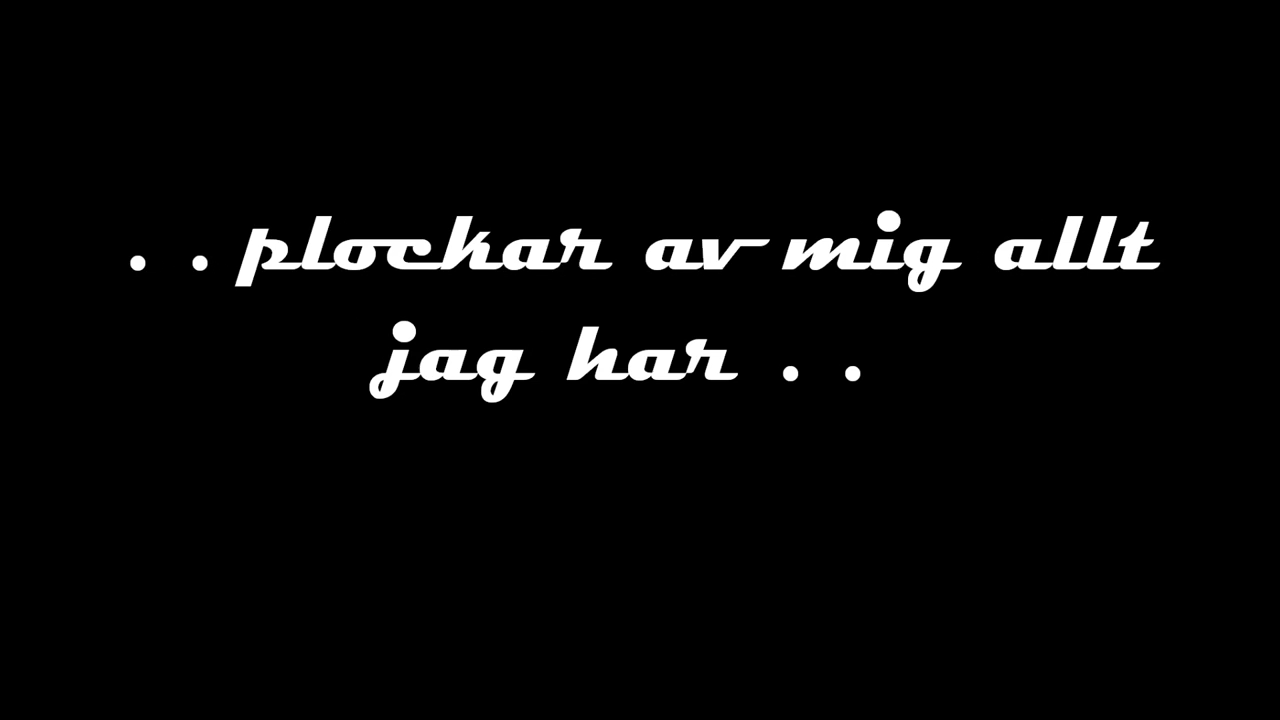 . . plockar av mig allt
jag har . .